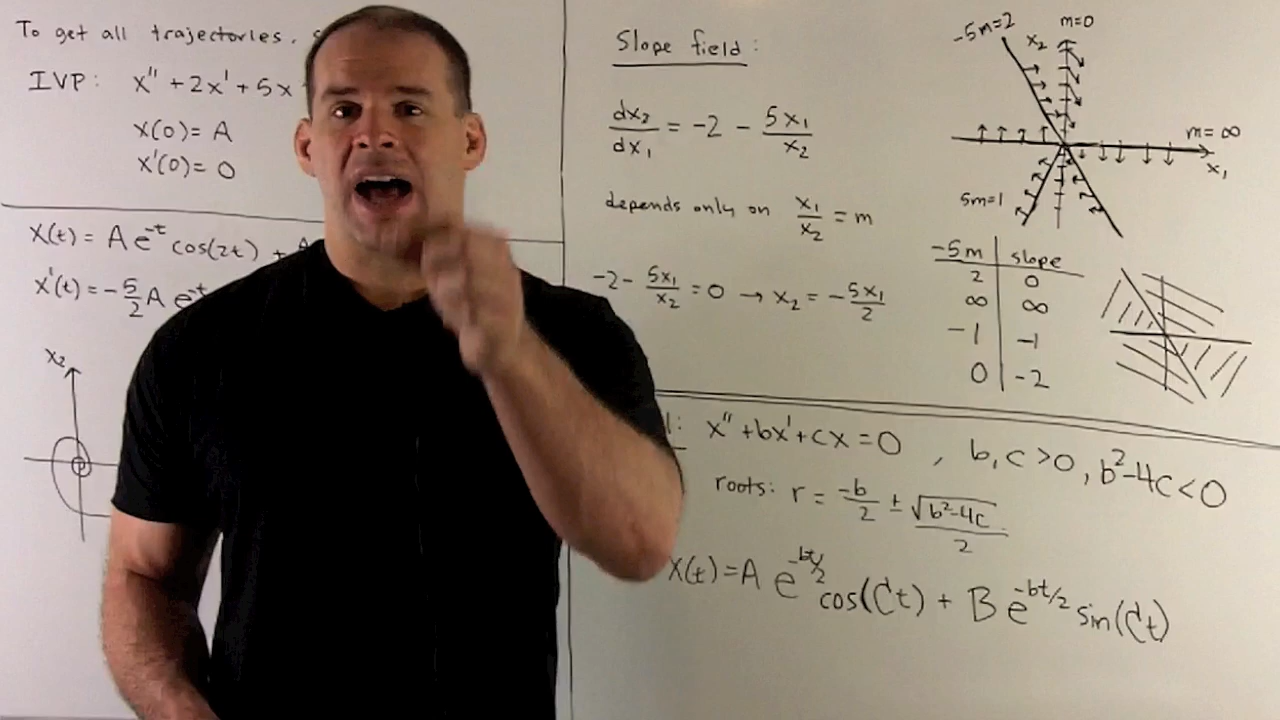 To get all trajectories,
IVP: x'' + 2x' + 5x
x(0) = A
x'(0) = 0
x(t) = A e^{-t} cos(2t) +
x'(t) = -5/2 A e^{-t}
x₂
Slope field:
dx₂/dx₁ = -2 - 5x₁/x₂
depends only on x₁/x₂ = m
-2 - 5x₁/x₂ = 0 → x₂ = -5x₁/2
-5m=2
x₂
m=0
m=∞
x₁
5m=1
-5m | slope
2 | 0
∞ | ∞
-1 | -1
0 | -2
x'' + bx' + cx = 0 , b, c > 0, b² - 4c < 0
roots: r = -b/2 ± √(b²-4c)/2
x(t) = A e^{-bt/2} cos(Ct) + B e^{-bt/2} sin(Ct)